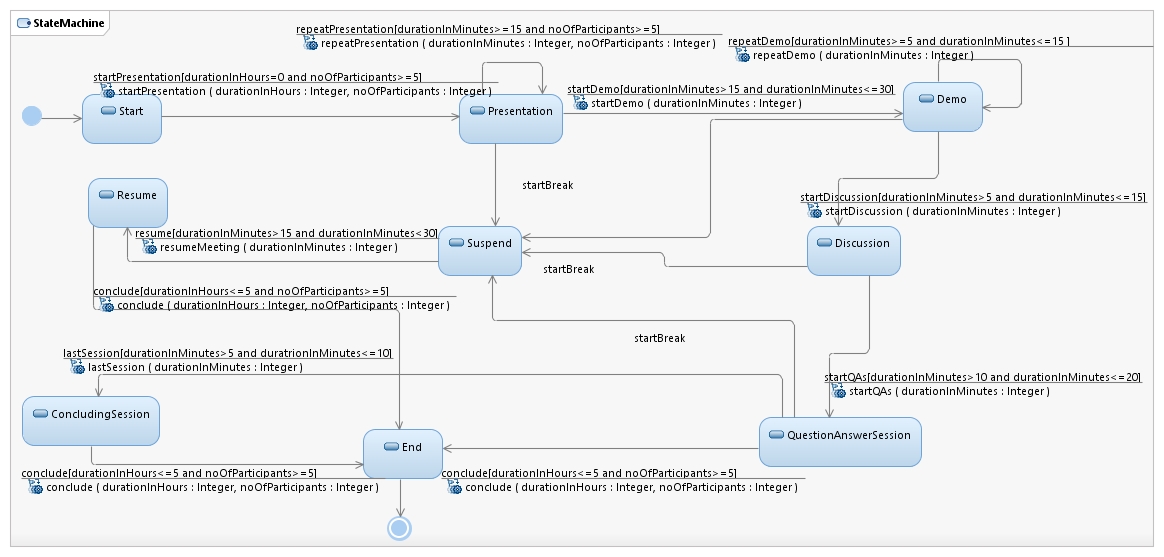 StateMachine
repeatPresentation[durationInMinutes>=15 and noOfParticipants>=5]
repeatPresentation ( durationInMinutes : Integer, noOfParticipants : Integer )
repeatDemo[durationInMinutes>=5 and durationInMinutes<=15 ]
repeatDemo ( durationInMinutes : Integer )
startPresentation[durationInHours=0 and noOfParticipants>=5]
startPresentation ( durationInHours : Integer, noOfParticipants : Integer )
startDemo[durationInMinutes>15 and durationInMinutes<=30]
startDemo ( durationInMinutes : Integer )
Start
Presentation
Demo
startBreak
Resume
startDiscussion[durationInMinutes>5 and durationInMinutes<=15]
startDiscussion ( durationInMinutes : Integer )
resume[durationInMinutes>15 and durationInMinutes<30]
resumeMeeting ( durationInMinutes : Integer )
Suspend
Discussion
startBreak
conclude[durationInHours<=5 and noOfParticipants>=5]
conclude ( durationInHours : Integer, noOfParticipants : Integer )
startBreak
lastSession[durationInMinutes>5 and duratrionInMinutes<=10]
lastSession ( durationInMinutes : Integer )
startQAs[durationInMinutes>10 and durationInMinutes<=20]
startQAs ( durationInMinutes : Integer )
ConcludingSession
End
QuestionAnswerSession
conclude[durationInHours<=5 and noOfParticipants>=5]
conclude ( durationInHours : Integer, noOfParticipants : Integer )
conclude[durationInHours<=5 and noOfParticipants>=5]
conclude ( durationInHours : Integer, noOfParticipants : Integer )